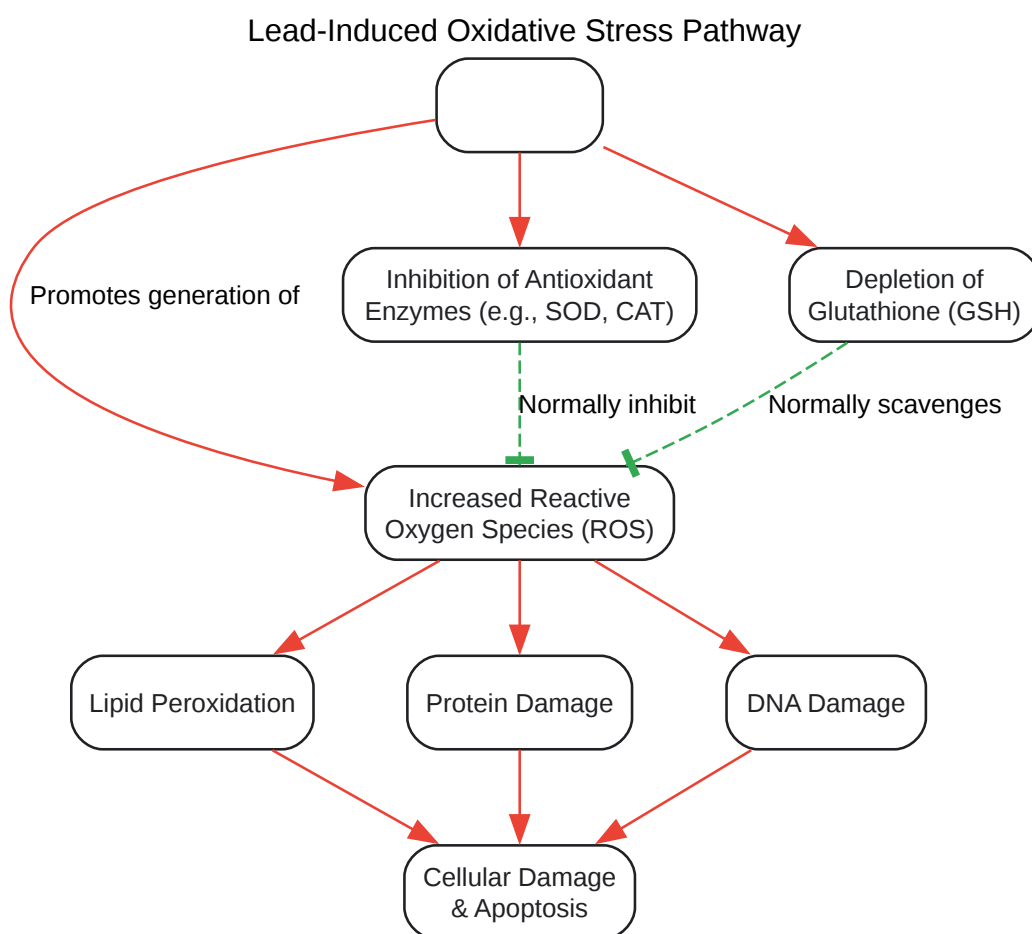 Lead-Induced Oxidative Stress Pathway
Inhibition of Antioxidant
Enzymes (e.g., SOD, CAT)
Depletion of
Glutathione (GSH)
Promotes generation of
Normally inhibit
Normally scavenges
Increased Reactive
Oxygen Species (ROS)
Lipid Peroxidation
Protein Damage
DNA Damage
Cellular Damage
& Apoptosis